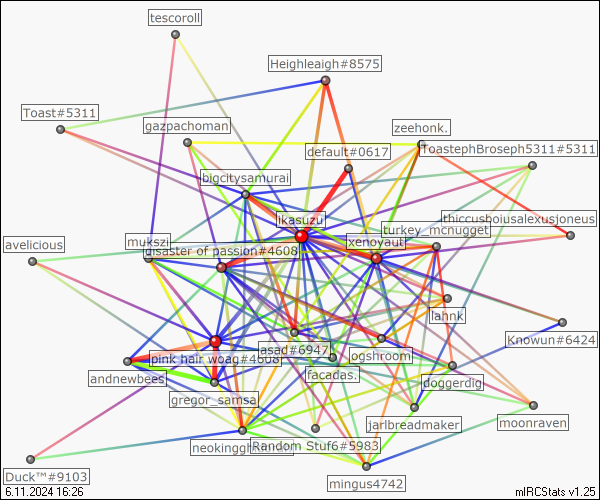 tescoroll
Heighleaigh#8575
Toast#5311
gazpachoman
zeehonk.
default#0617
ToastephBroseph5311#5311
bigcitysamurai
ikasuzu
thiccushoiusalexusjoneus
turkey_mcnugget
avelicious
mukszi
xenoyaut
disaster of passion#4608
lahnk
Knowun#6424
asad#6947
ogshroom
pink hair woag#4608
facadas.
andnewbees
doggerdig
gregor_samsa
jarlbreadmaker
moonraven
Random Stuf6#5983
Duck™#9103
mingus4742
6.11.2024 16:26
mIRCStats v1.25